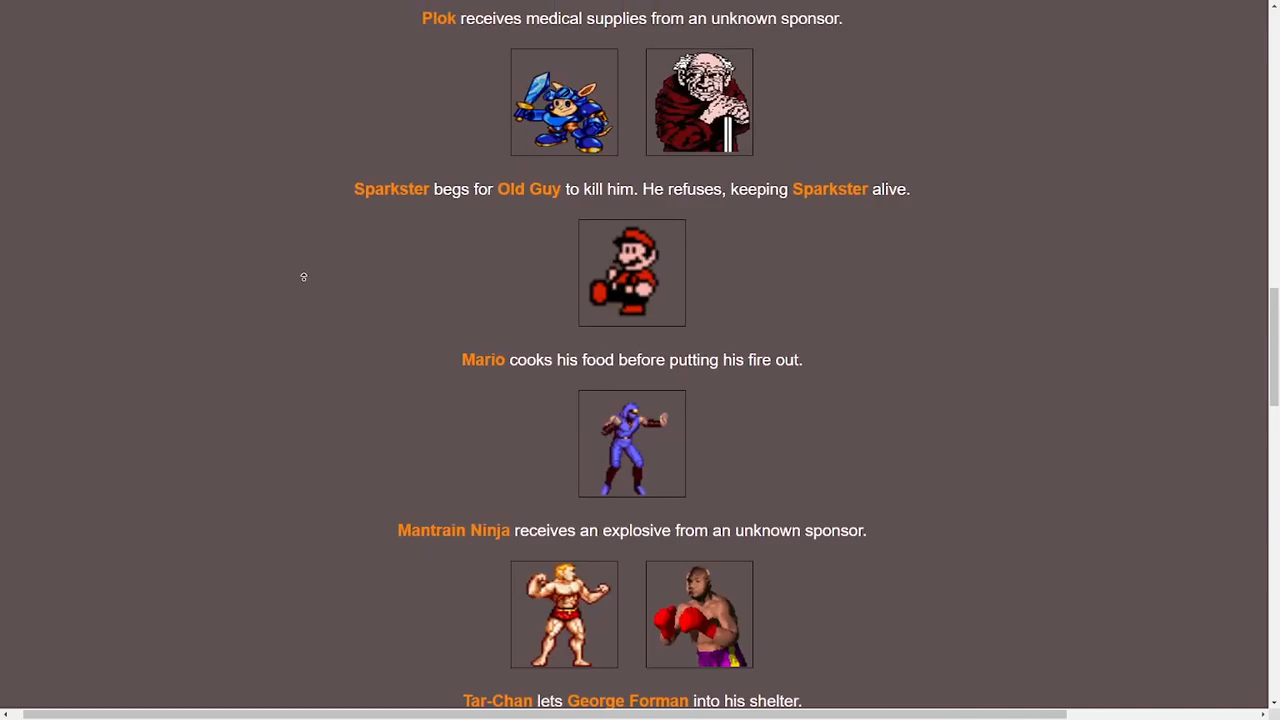 Plok receives medical supplies from an unknown sponsor.
Sparkster begs for Old Guy to kill him. He refuses, keeping Sparkster alive.
Mario cooks his food before putting his fire out.
Mantrain Ninja receives an explosive from an unknown sponsor.
Tar-Chan lets George Forman into his shelter.